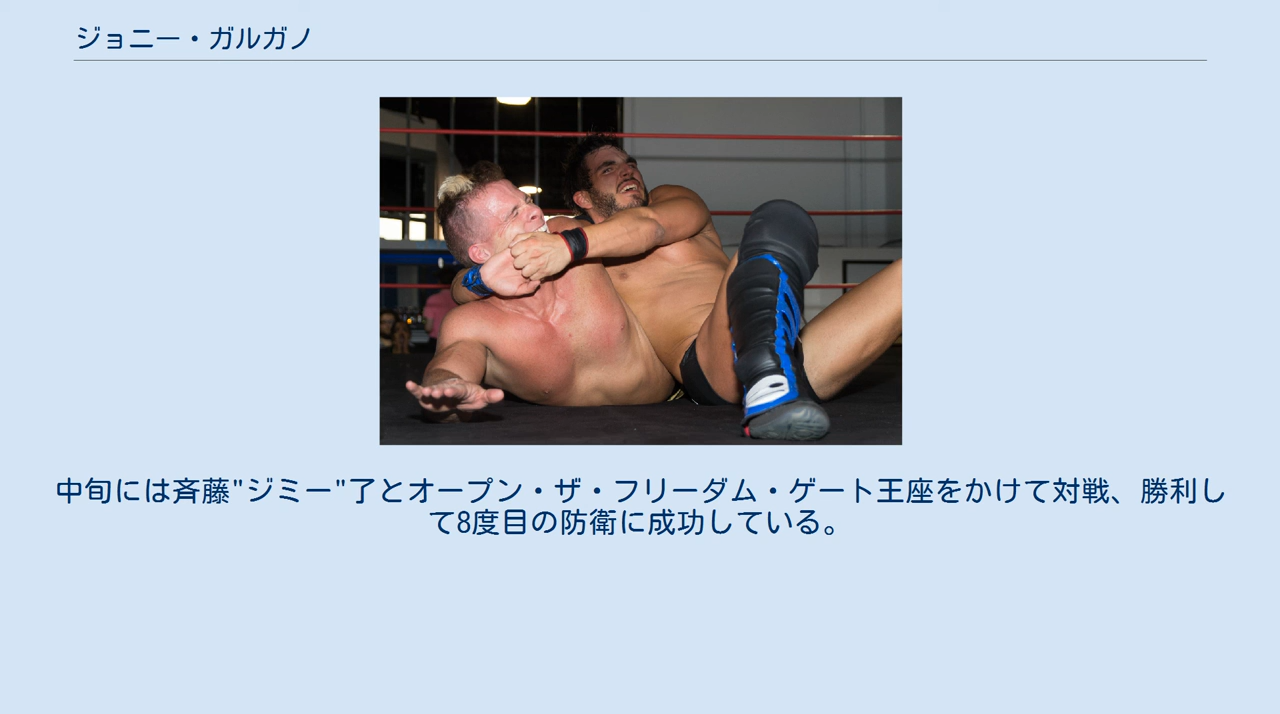 ジョニー・ガルガノ
中旬には斉藤"ジミー"了とオープン・ザ・フリーダム・ゲート王座をかけて対戦、勝利し
て8度目の防衛に成功している。